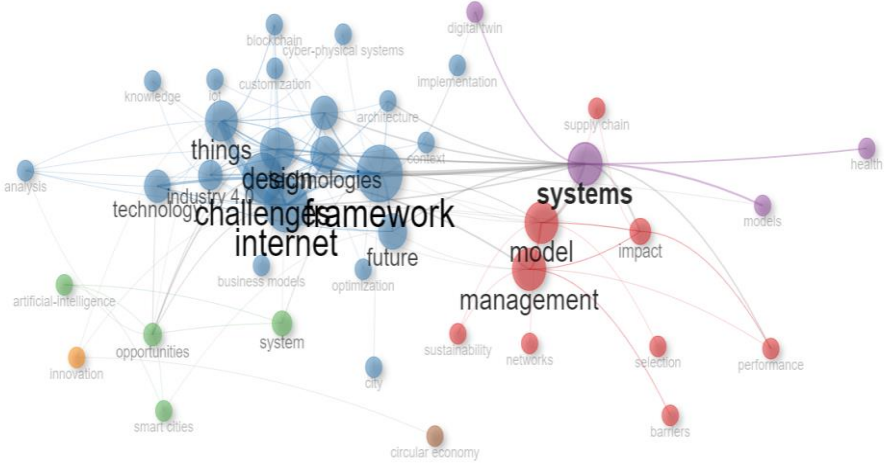 digital twin
blockchain
cyber-physical systems
implementation
customization
knowledge
iot
supply chain
architecture
context
things
health
analysis
design
technologies
industry 4.0
systems
technology
challenges
framework
models
internet
future
model
impact
business models
optimization
artificial-intelligence
management
opportunities
system
sustainability
networks
selection
performance
innovation
city
smart cities
barriers
circular economy